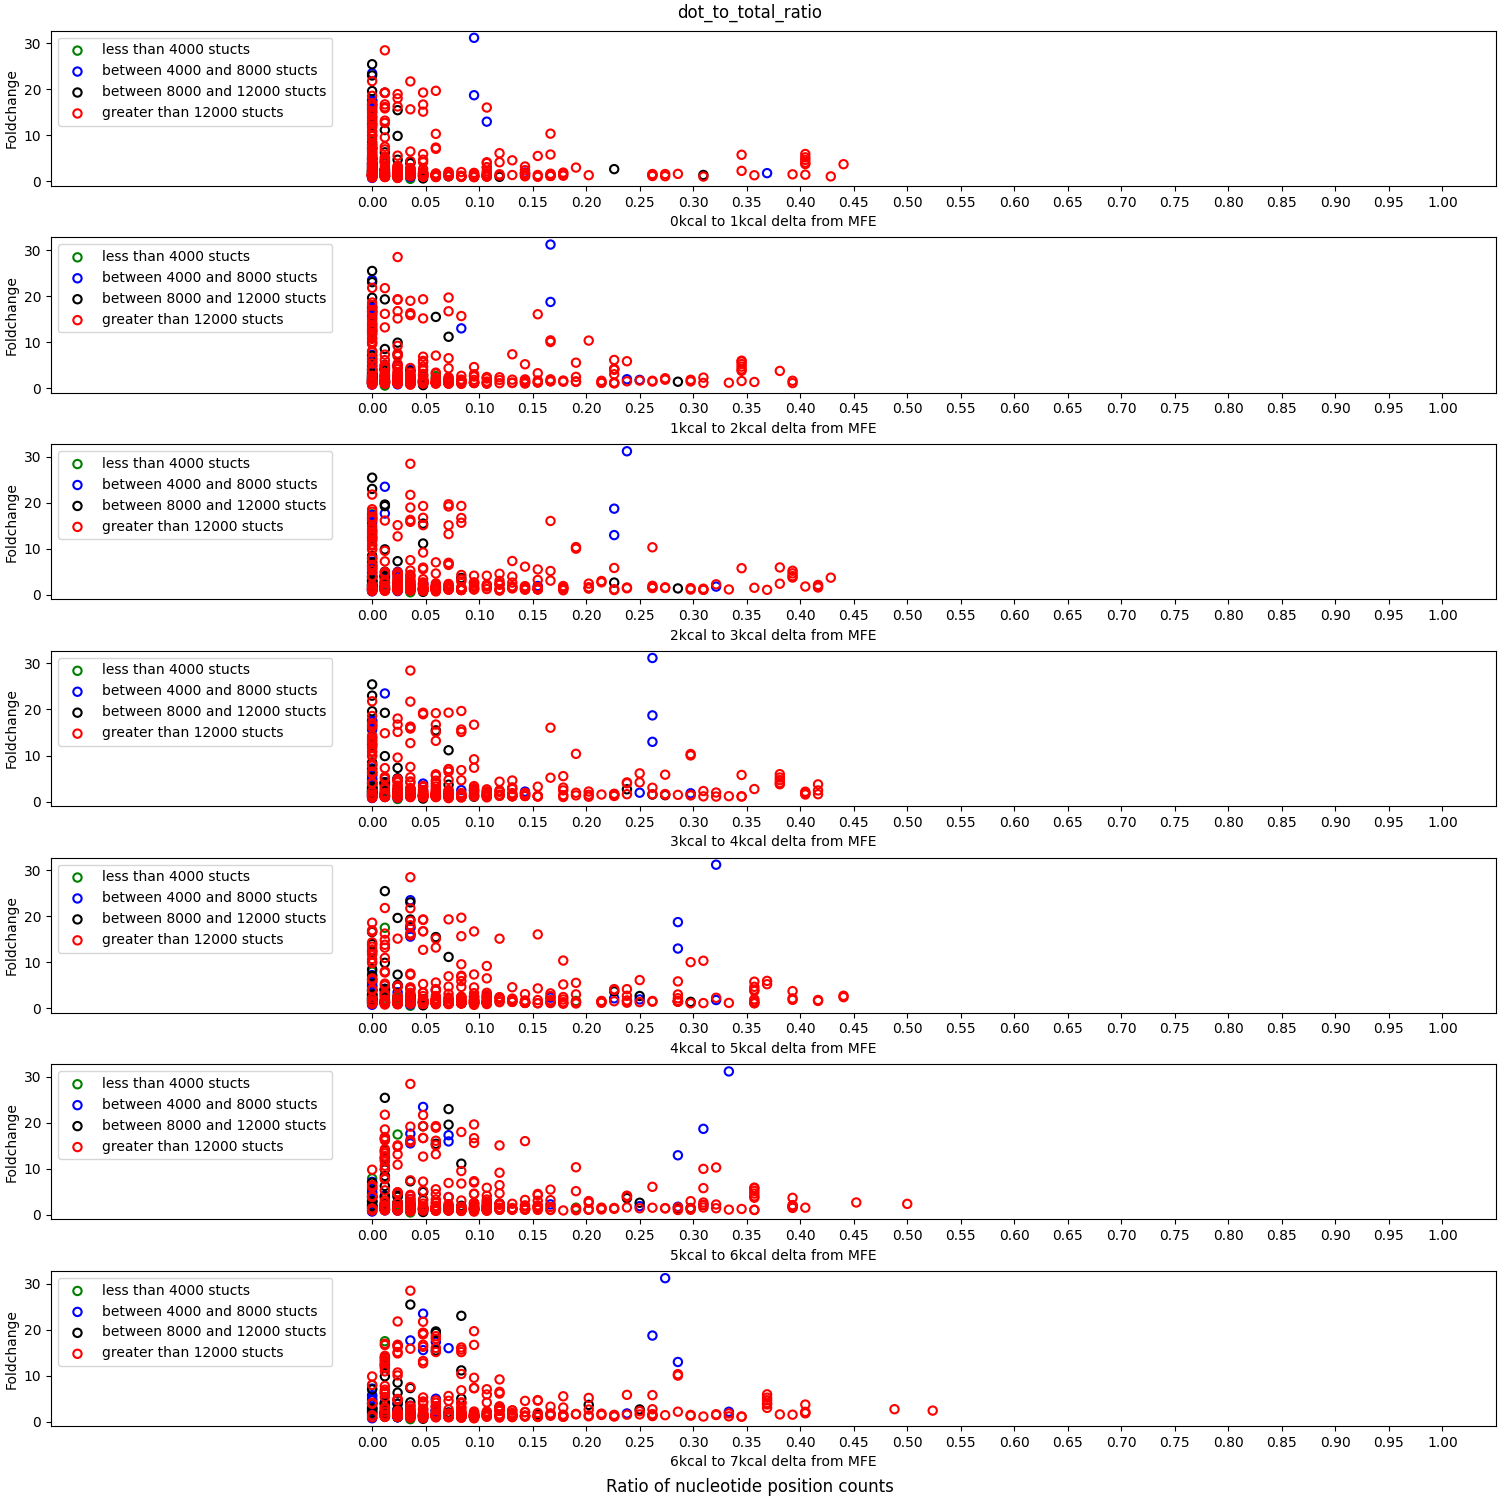 dot_to_total_ratio
30
20
10
0
Foldchange
less than 4000 stucts
between 4000 and 8000 stucts
between 8000 and 12000 stucts
greater than 12000 stucts
0.00 0.05 0.10 0.15 0.20 0.25 0.30 0.35 0.40 0.45 0.50 0.55 0.60 0.65 0.70 0.75 0.80 0.85 0.90 0.95 1.00
0kcal to 1kcal delta from MFE
30
20
10
0
Foldchange
less than 4000 stucts
between 4000 and 8000 stucts
between 8000 and 12000 stucts
greater than 12000 stucts
0.00 0.05 0.10 0.15 0.20 0.25 0.30 0.35 0.40 0.45 0.50 0.55 0.60 0.65 0.70 0.75 0.80 0.85 0.90 0.95 1.00
1kcal to 2kcal delta from MFE
30
20
10
0
Foldchange
less than 4000 stucts
between 4000 and 8000 stucts
between 8000 and 12000 stucts
greater than 12000 stucts
0.00 0.05 0.10 0.15 0.20 0.25 0.30 0.35 0.40 0.45 0.50 0.55 0.60 0.65 0.70 0.75 0.80 0.85 0.90 0.95 1.00
2kcal to 3kcal delta from MFE
30
20
10
0
Foldchange
less than 4000 stucts
between 4000 and 8000 stucts
between 8000 and 12000 stucts
greater than 12000 stucts
0.00 0.05 0.10 0.15 0.20 0.25 0.30 0.35 0.40 0.45 0.50 0.55 0.60 0.65 0.70 0.75 0.80 0.85 0.90 0.95 1.00
3kcal to 4kcal delta from MFE
30
20
10
0
Foldchange
less than 4000 stucts
between 4000 and 8000 stucts
between 8000 and 12000 stucts
greater than 12000 stucts
0.00 0.05 0.10 0.15 0.20 0.25 0.30 0.35 0.40 0.45 0.50 0.55 0.60 0.65 0.70 0.75 0.80 0.85 0.90 0.95 1.00
4kcal to 5kcal delta from MFE
30
20
10
0
Foldchange
less than 4000 stucts
between 4000 and 8000 stucts
between 8000 and 12000 stucts
greater than 12000 stucts
0.00 0.05 0.10 0.15 0.20 0.25 0.30 0.35 0.40 0.45 0.50 0.55 0.60 0.65 0.70 0.75 0.80 0.85 0.90 0.95 1.00
5kcal to 6kcal delta from MFE
30
20
10
0
Foldchange
less than 4000 stucts
between 4000 and 8000 stucts
between 8000 and 12000 stucts
greater than 12000 stucts
0.00 0.05 0.10 0.15 0.20 0.25 0.30 0.35 0.40 0.45 0.50 0.55 0.60 0.65 0.70 0.75 0.80 0.85 0.90 0.95 1.00
6kcal to 7kcal delta from MFE
Ratio of nucleotide position counts